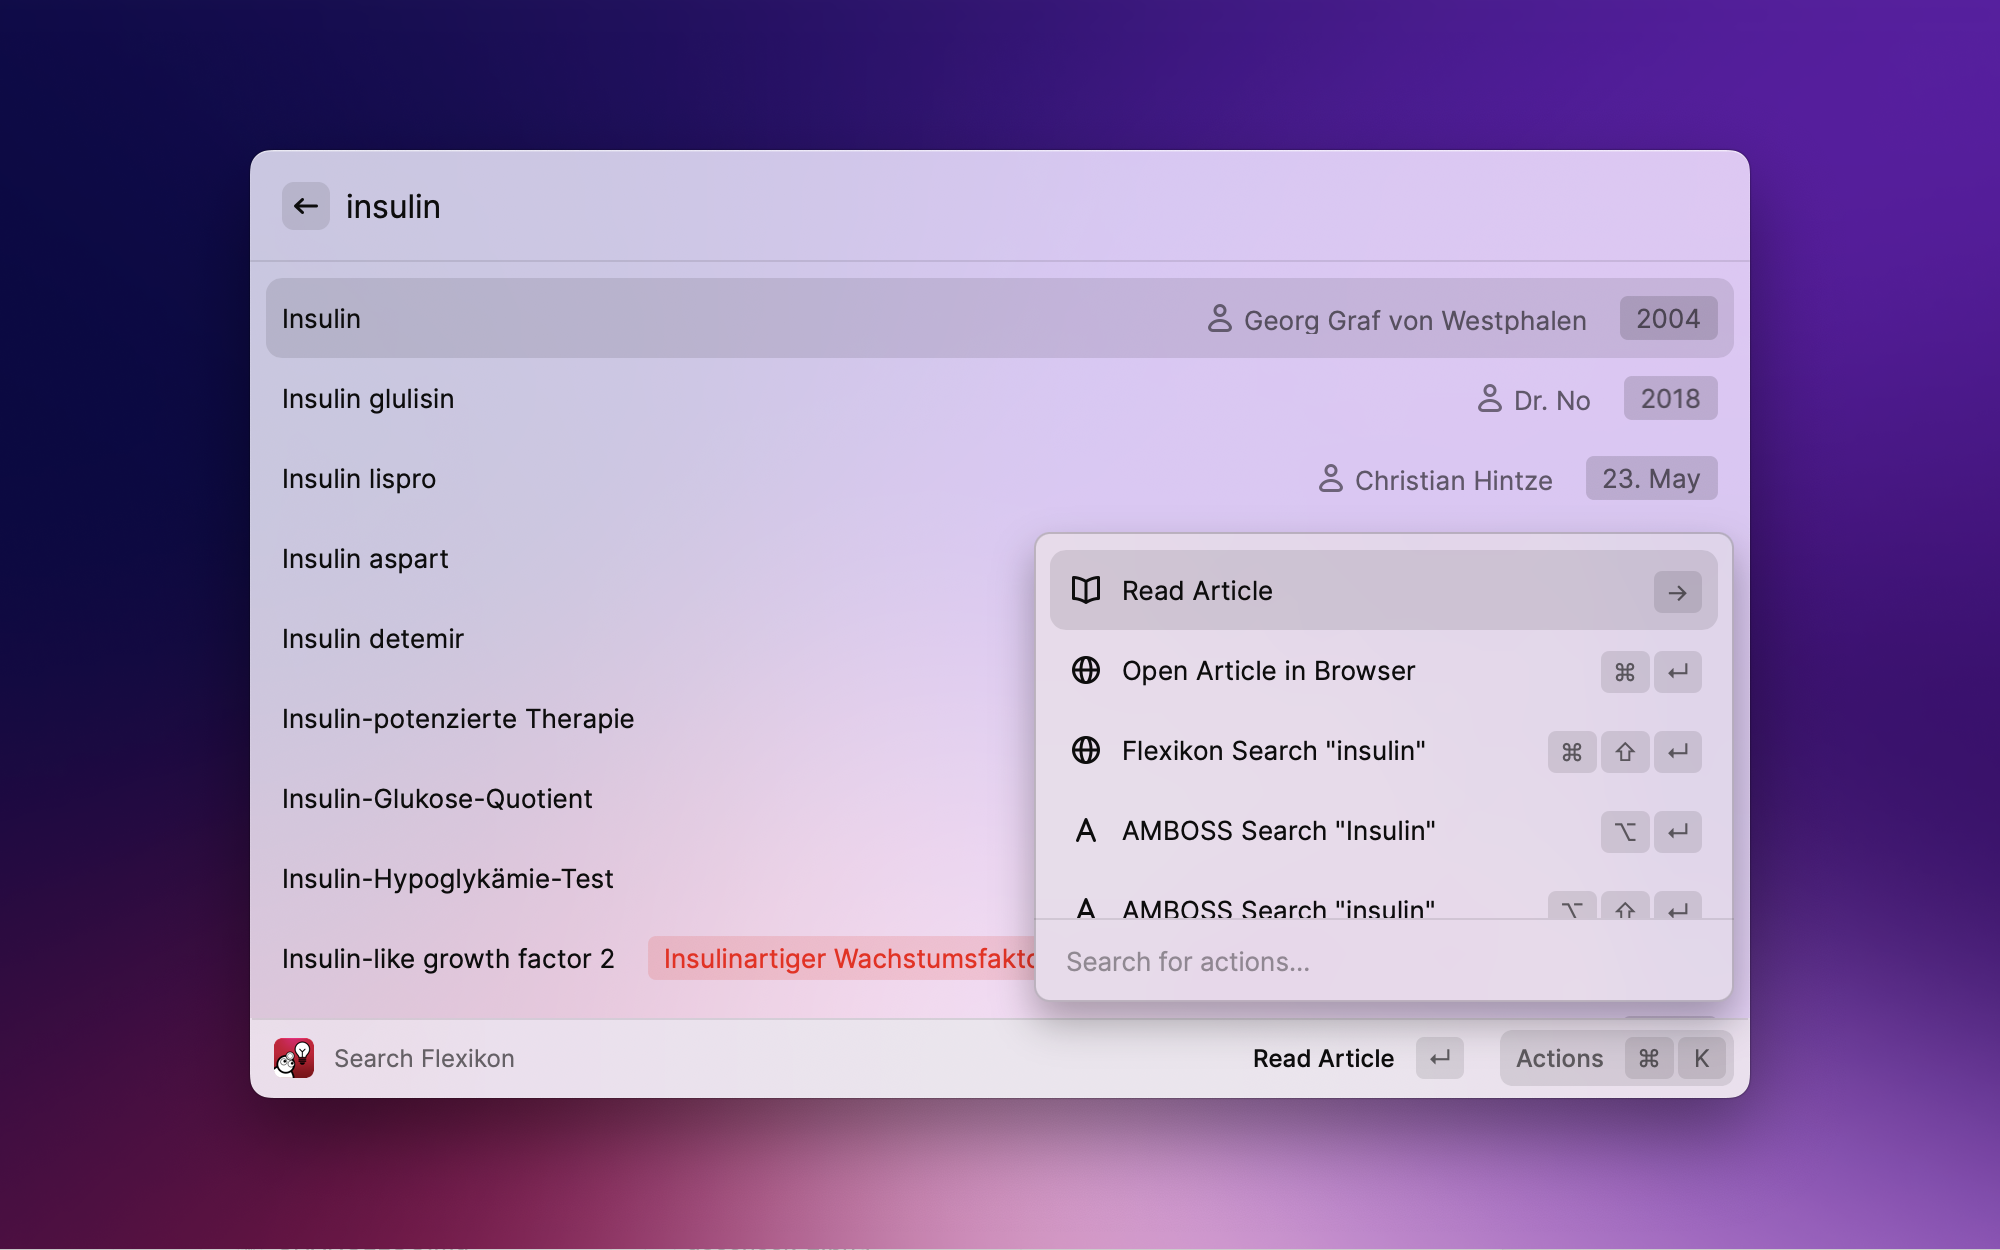 insulin
Insulin Georg Graf von Westphalen 2004
Insulin glulisin Dr. No 2018
Insulin lispro Christian Hintze 23. May
Insulin aspart
Insulin detemir
Insulin-potenzierte Therapie
Insulin-Glukose-Quotient
Insulin-Hypoglykämie-Test
Insulin-like growth factor 2 Insulinartiger
Read Article →
Open Article in Browser ⌘ ↵
Flexikon Search "insulin" ⌘ ⇧ ↵
AMBOSS Search "Insulin" ⌥ ↵
AMBOSS Search "insulin" ⌥ ⇧ ↵
Search for actions...
Search Flexikon Read Article ↵ Actions ⌘ K